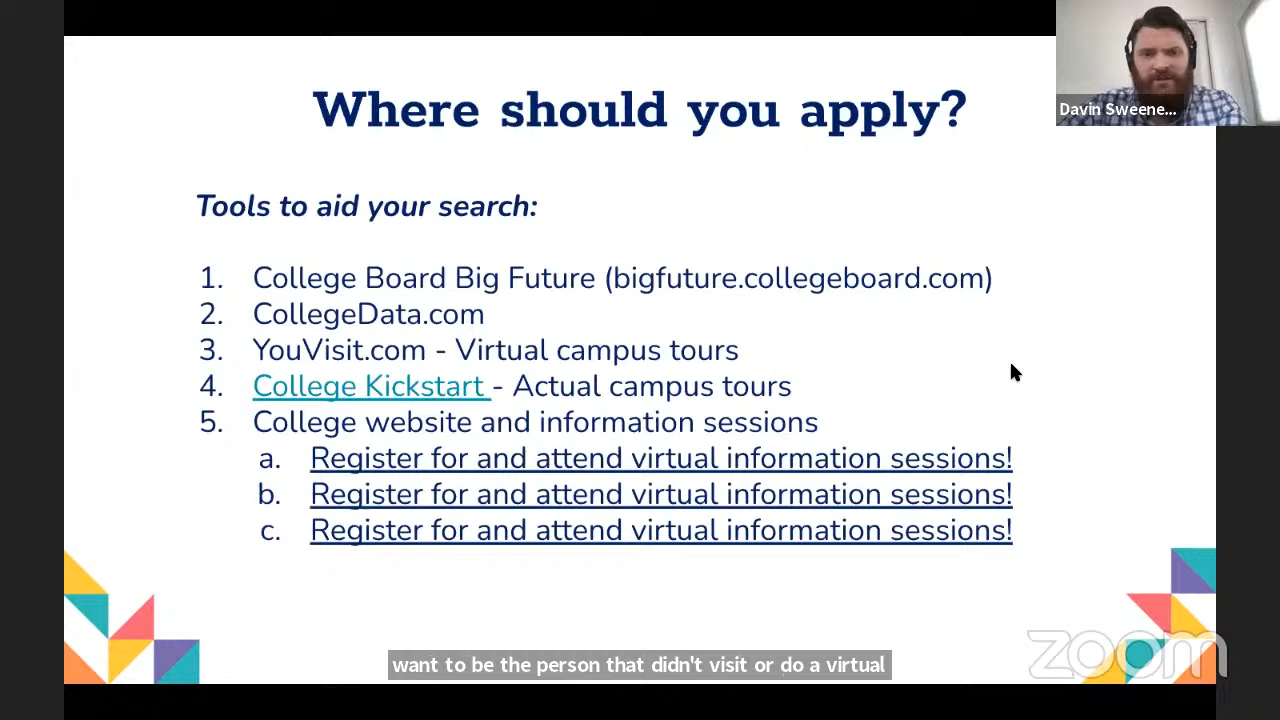 Where should you apply?
Davin Sweene...
Tools to aid your search:
1. College Board Big Future (bigfuture.collegeboard.com)
2. CollegeData.com
3. YouVisit.com - Virtual campus tours
4. College Kickstart - Actual campus tours
5. College website and information sessions
a. Register for and attend virtual information sessions!
b. Register for and attend virtual information sessions!
c. Register for and attend virtual information sessions!
zoom
want to be the person that didn't visit or do a virtual